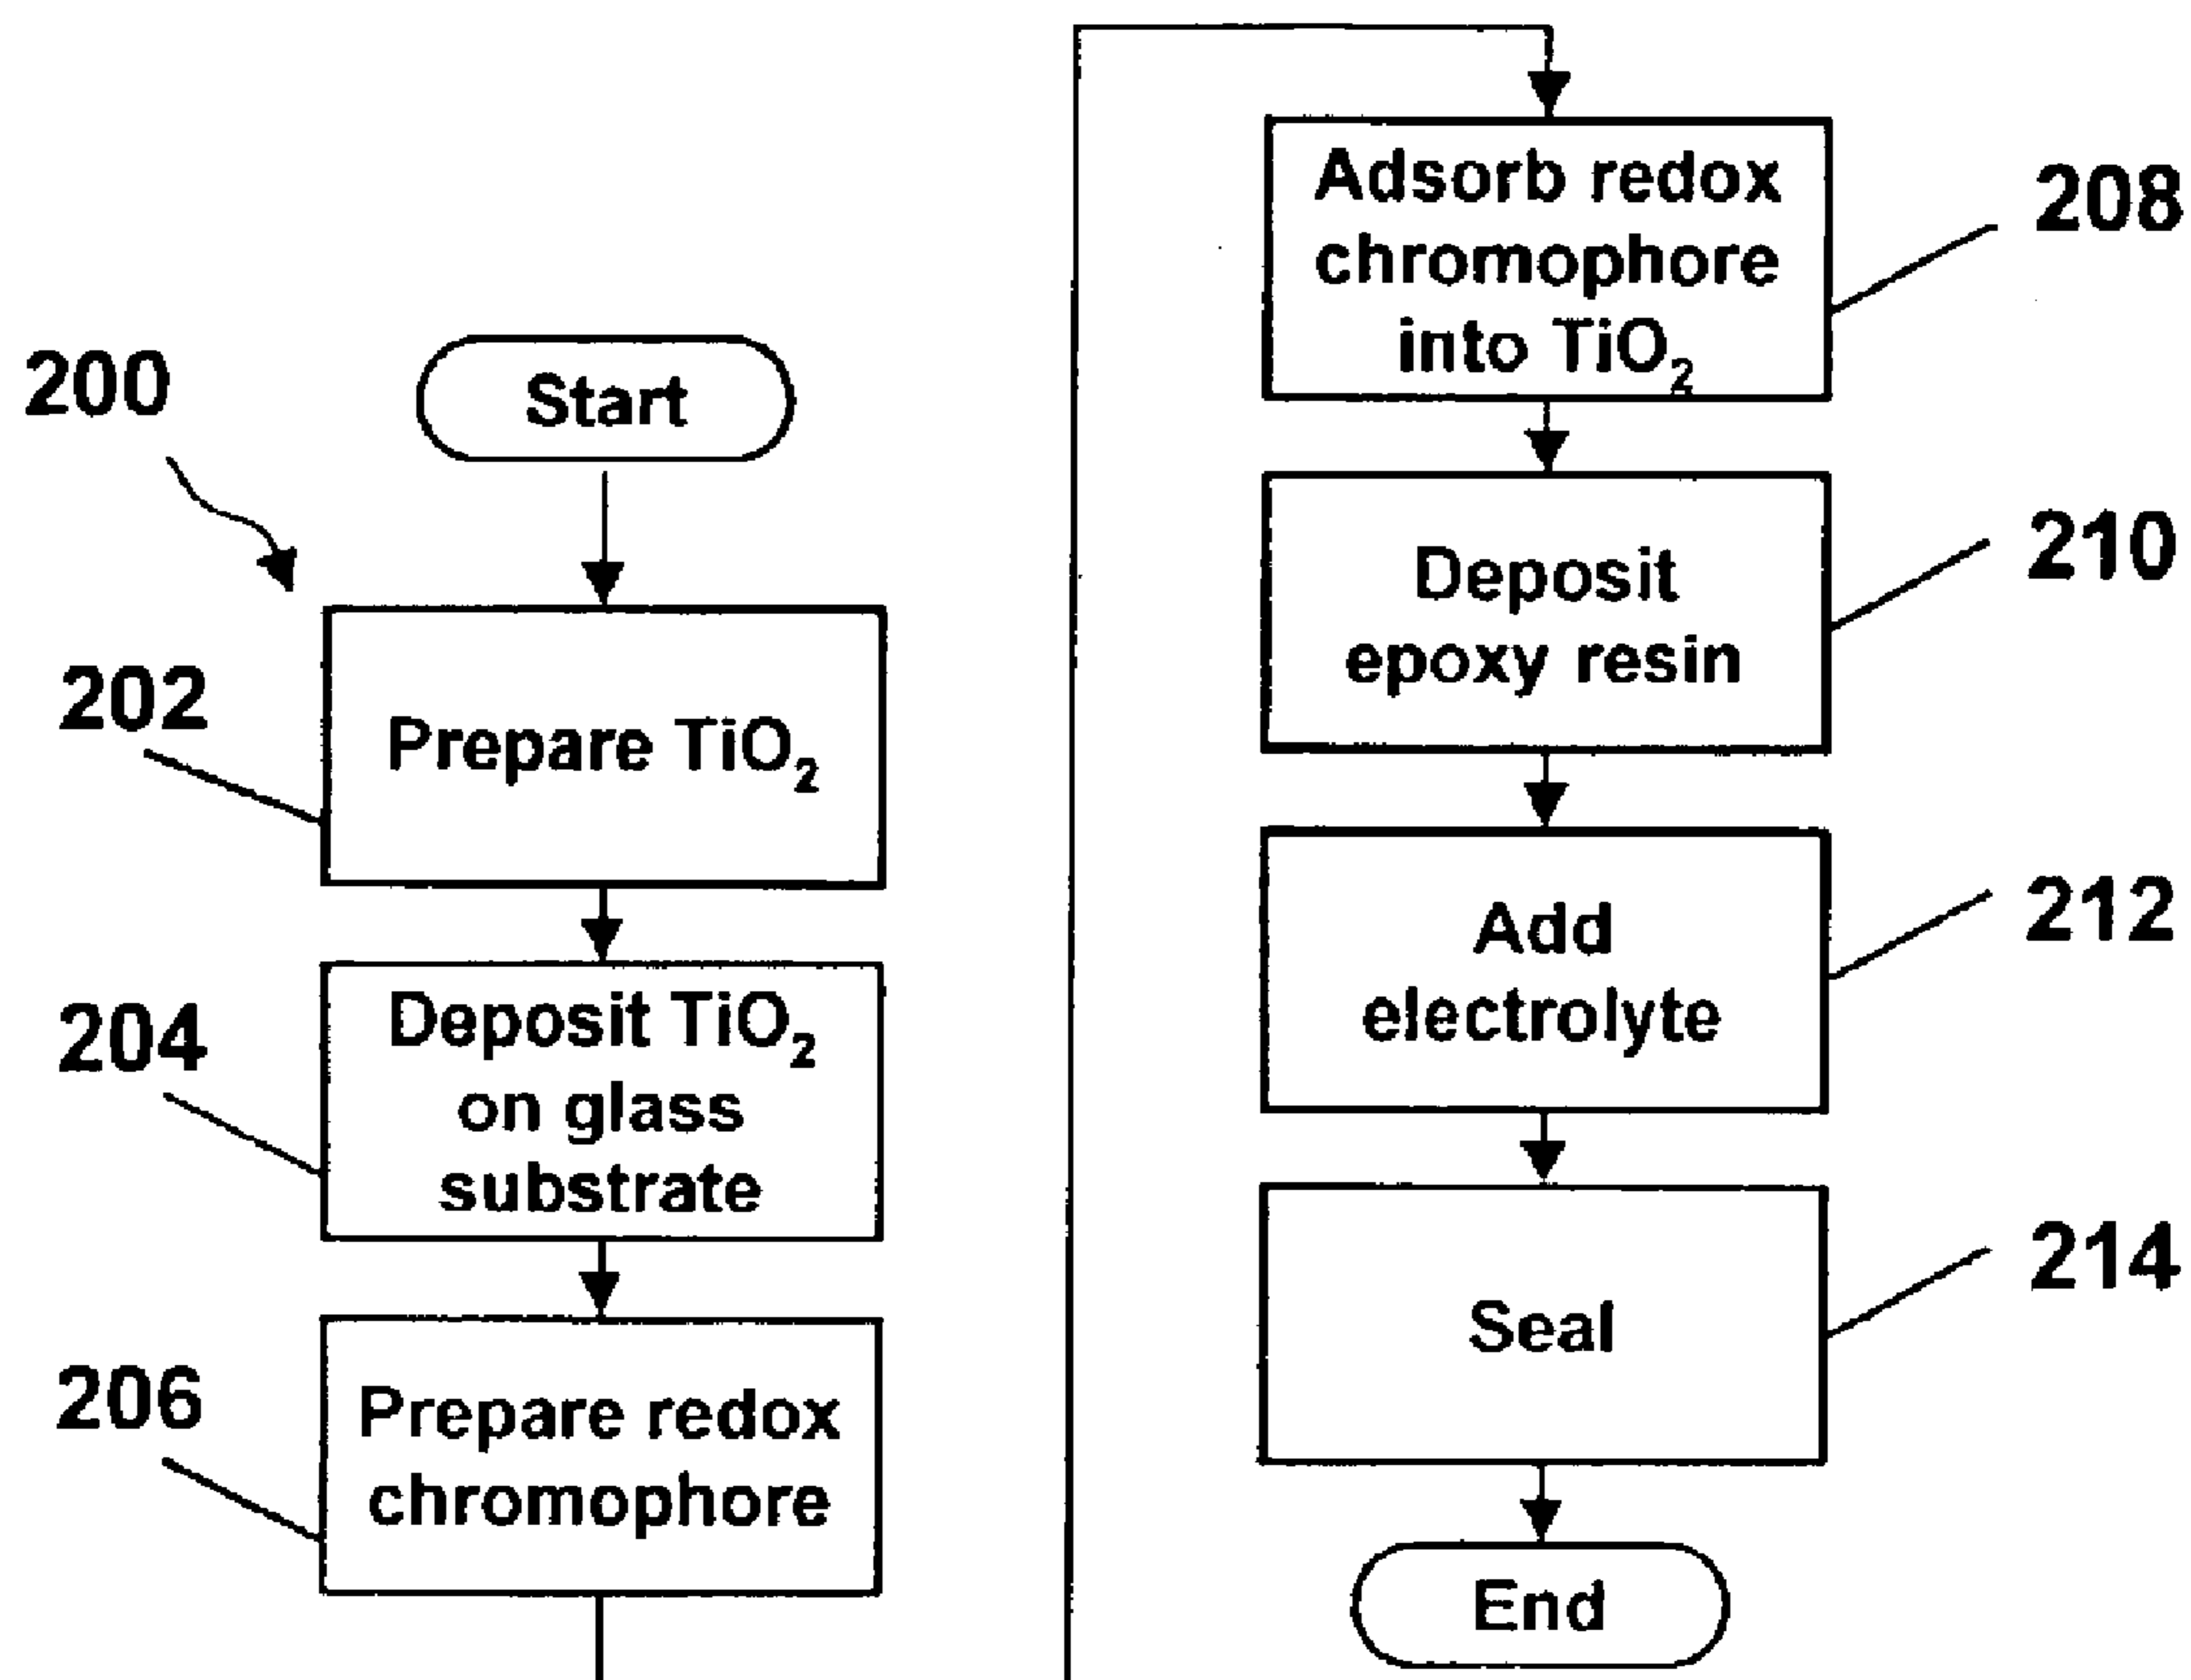 200
Start
202
Prepare TiO₂
204
Deposit TiO₂
on glass
substrate
206
Prepare redox
chromophore
Adsorb redox
chromophore
into TiO₂
208
Deposit
epoxy resin
210
Add
electrolyte
212
Seal
214
End